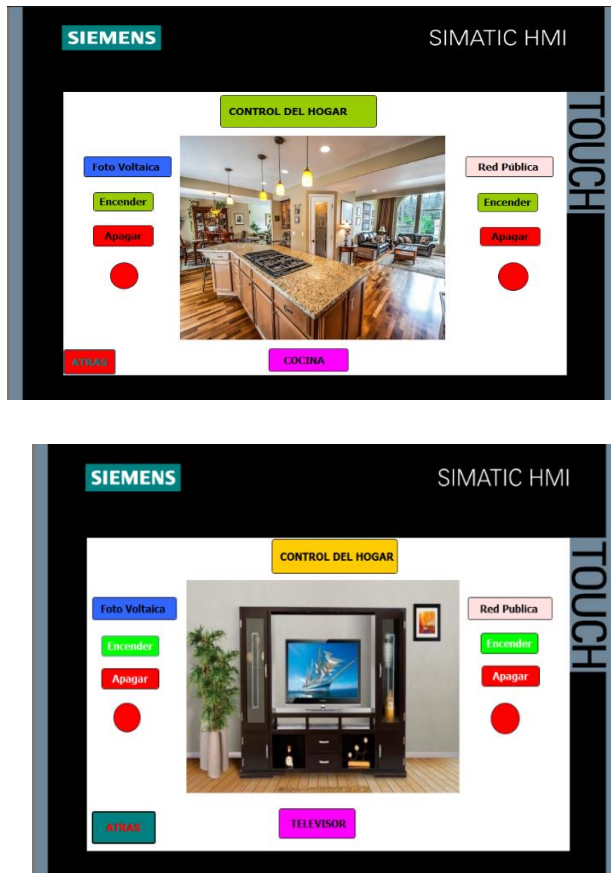 SIEMENS
SIMATIC HMI
TOUCH
CONTROL DEL HOGAR
Foto Voltaica
Red Pública
Encender
Encender
Apagar
Apagar
ATRAS
COCINA
SIEMENS
SIMATIC HMI
TOUCH
CONTROL DEL HOGAR
Foto Voltaica
Red Publica
Encender
Encender
Apagar
Apagar
ATRAS
TELEVISOR